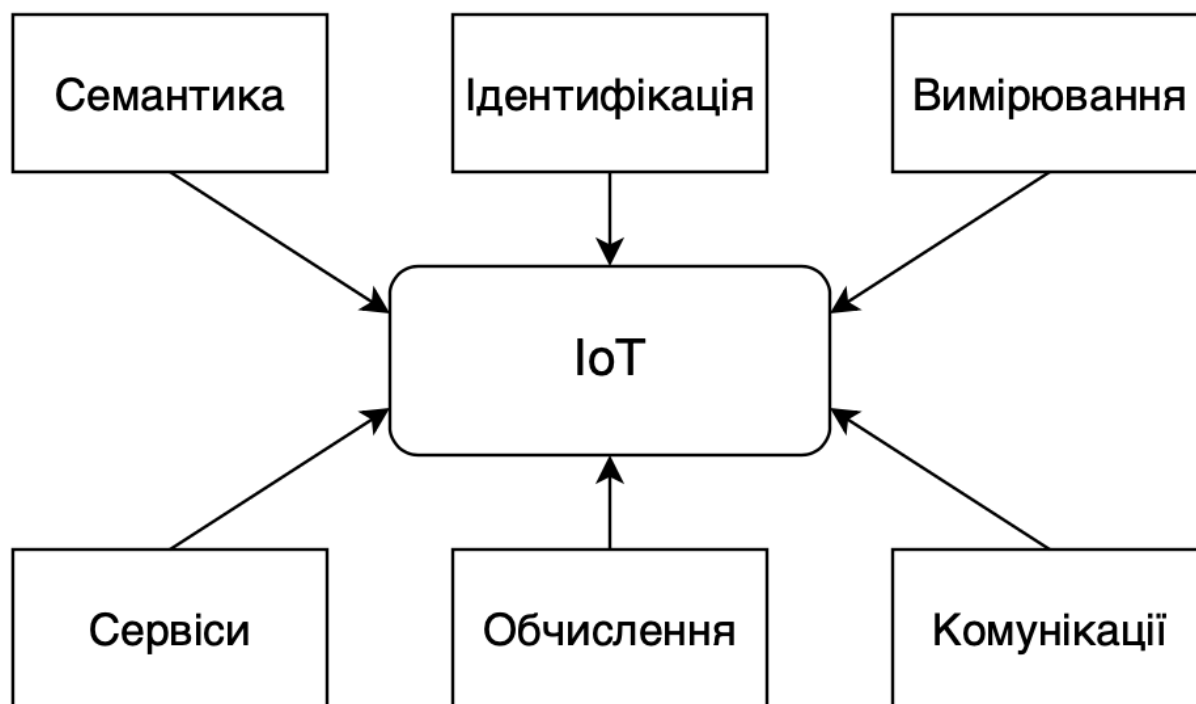 Семантика
Ідентифікація
Вимірювання
IoT
Сервіси
Обчислення
Комунікації